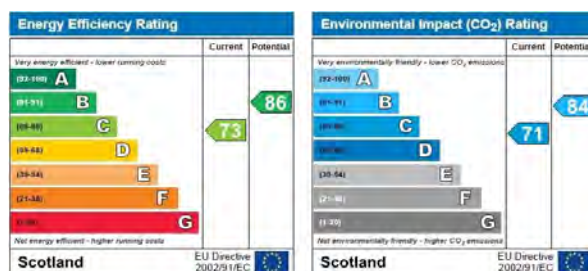 Energy Efficiency Rating
Current Potential
Very energy efficient - lower running costs
(92-100) A
(81-91) B
(69-80) C
(55-68) D
(39-54) E
(21-38) F
(1-20) G
73
86
Not energy efficient - higher running costs
Scotland
EU Directive
2002/91/EC
Environmental Impact (CO₂) Rating
Current Potential
Very environmentally friendly - lower CO₂ emissions
(92-100) A
(81-91) B
C
D
(39-54) E
(21-38) F
(1-20) G
71
84
Not environmentally friendly - higher CO₂ emissions
Scotland
EU Directive
2002/91/EC